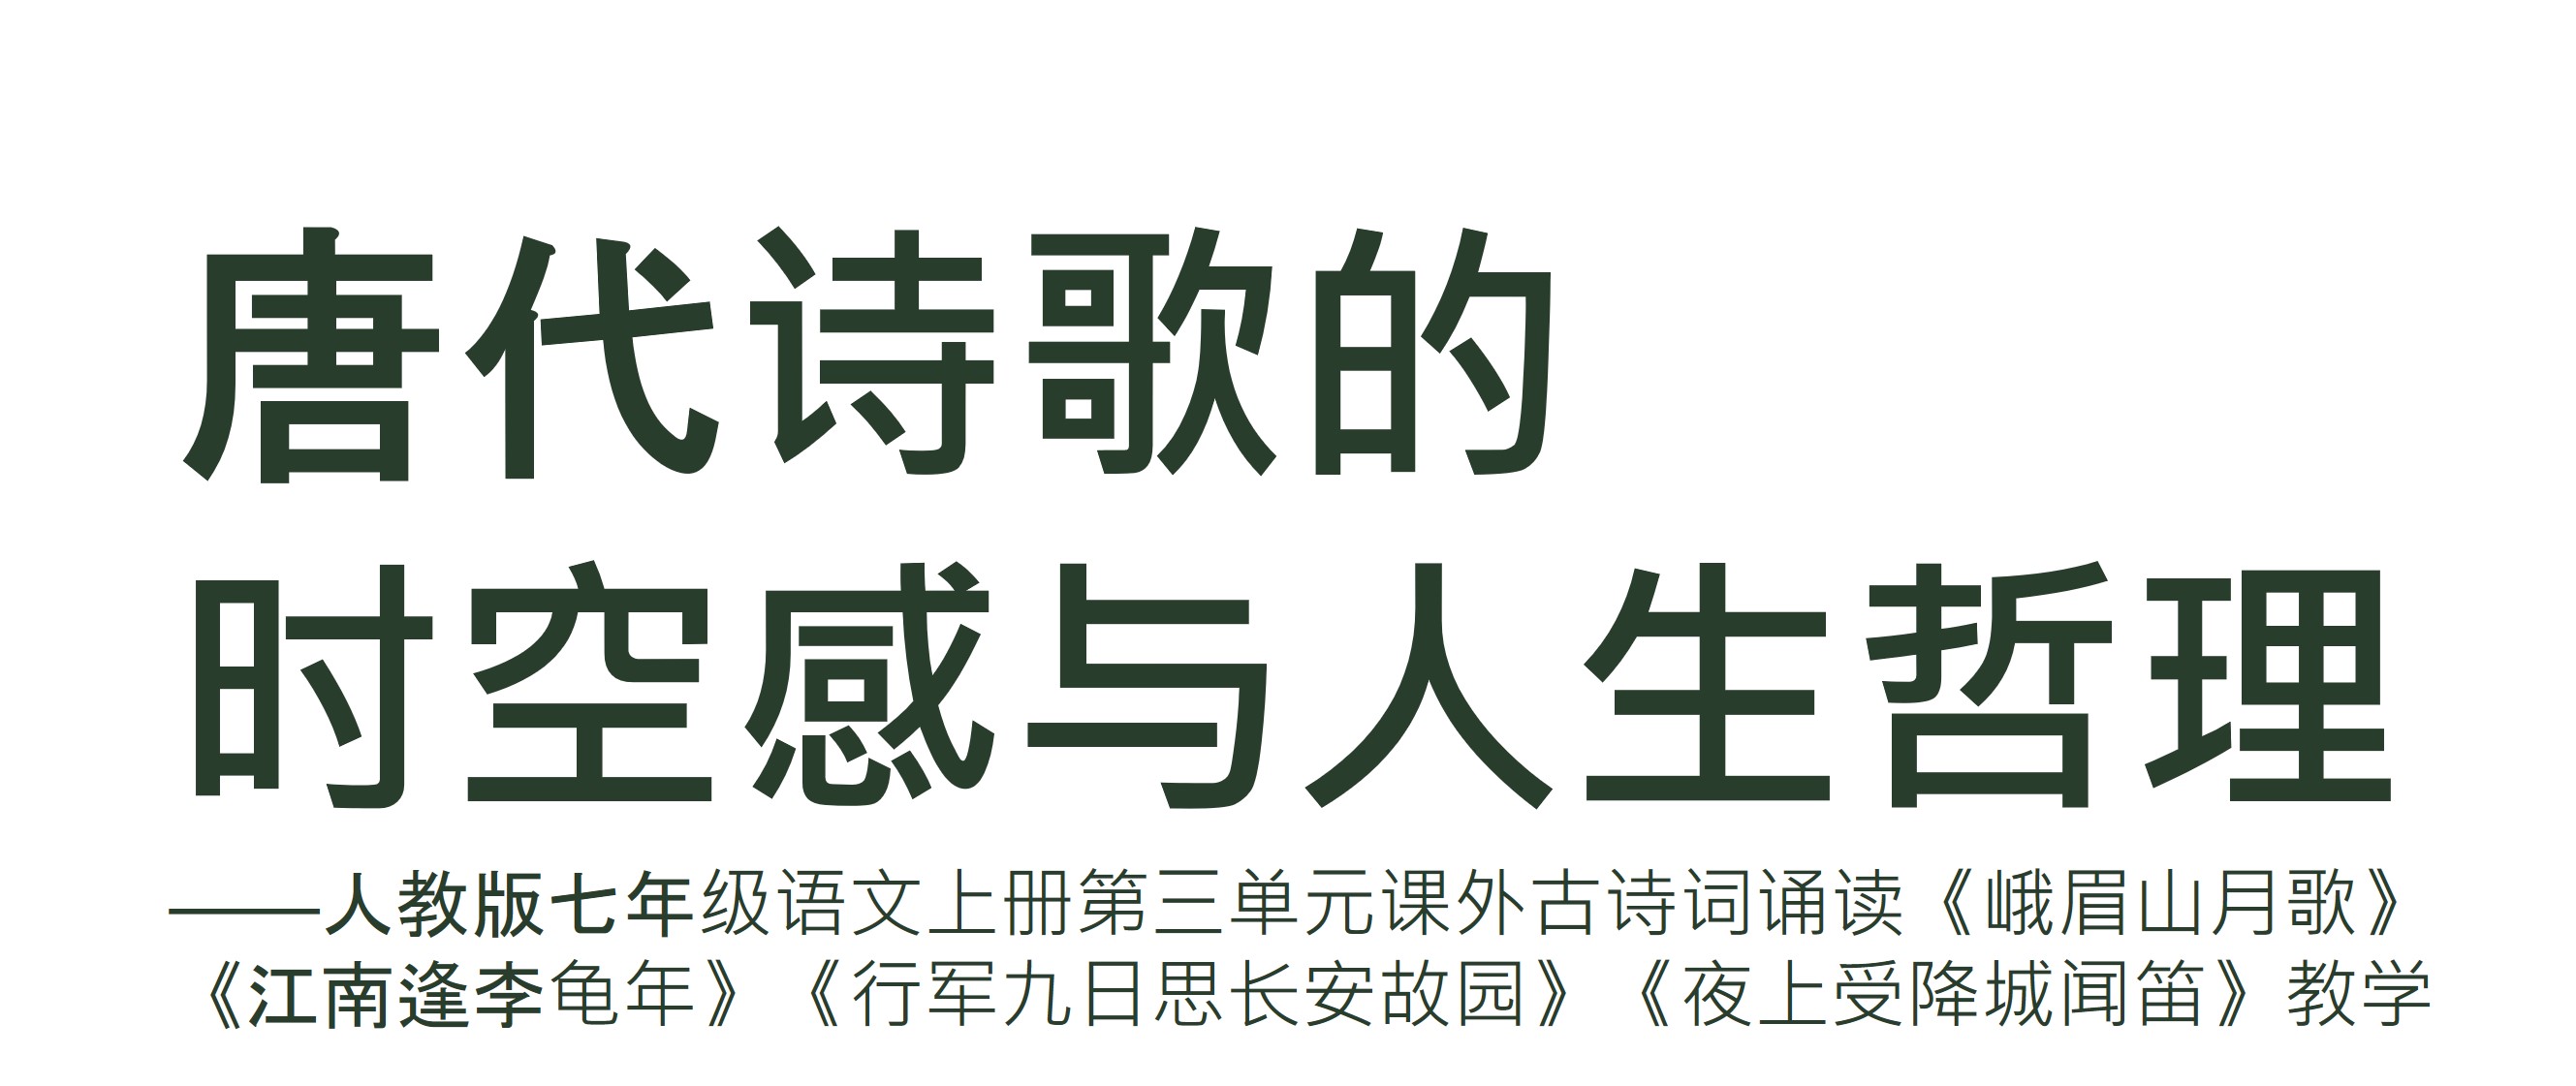 唐代诗歌的
时空感与人生哲理
——人教版七年级语文上册第三单元课外古诗词诵读《峨眉山月歌》
《江南逢李龟年》《行军九日思长安故园》《夜上受降城闻笛》教学